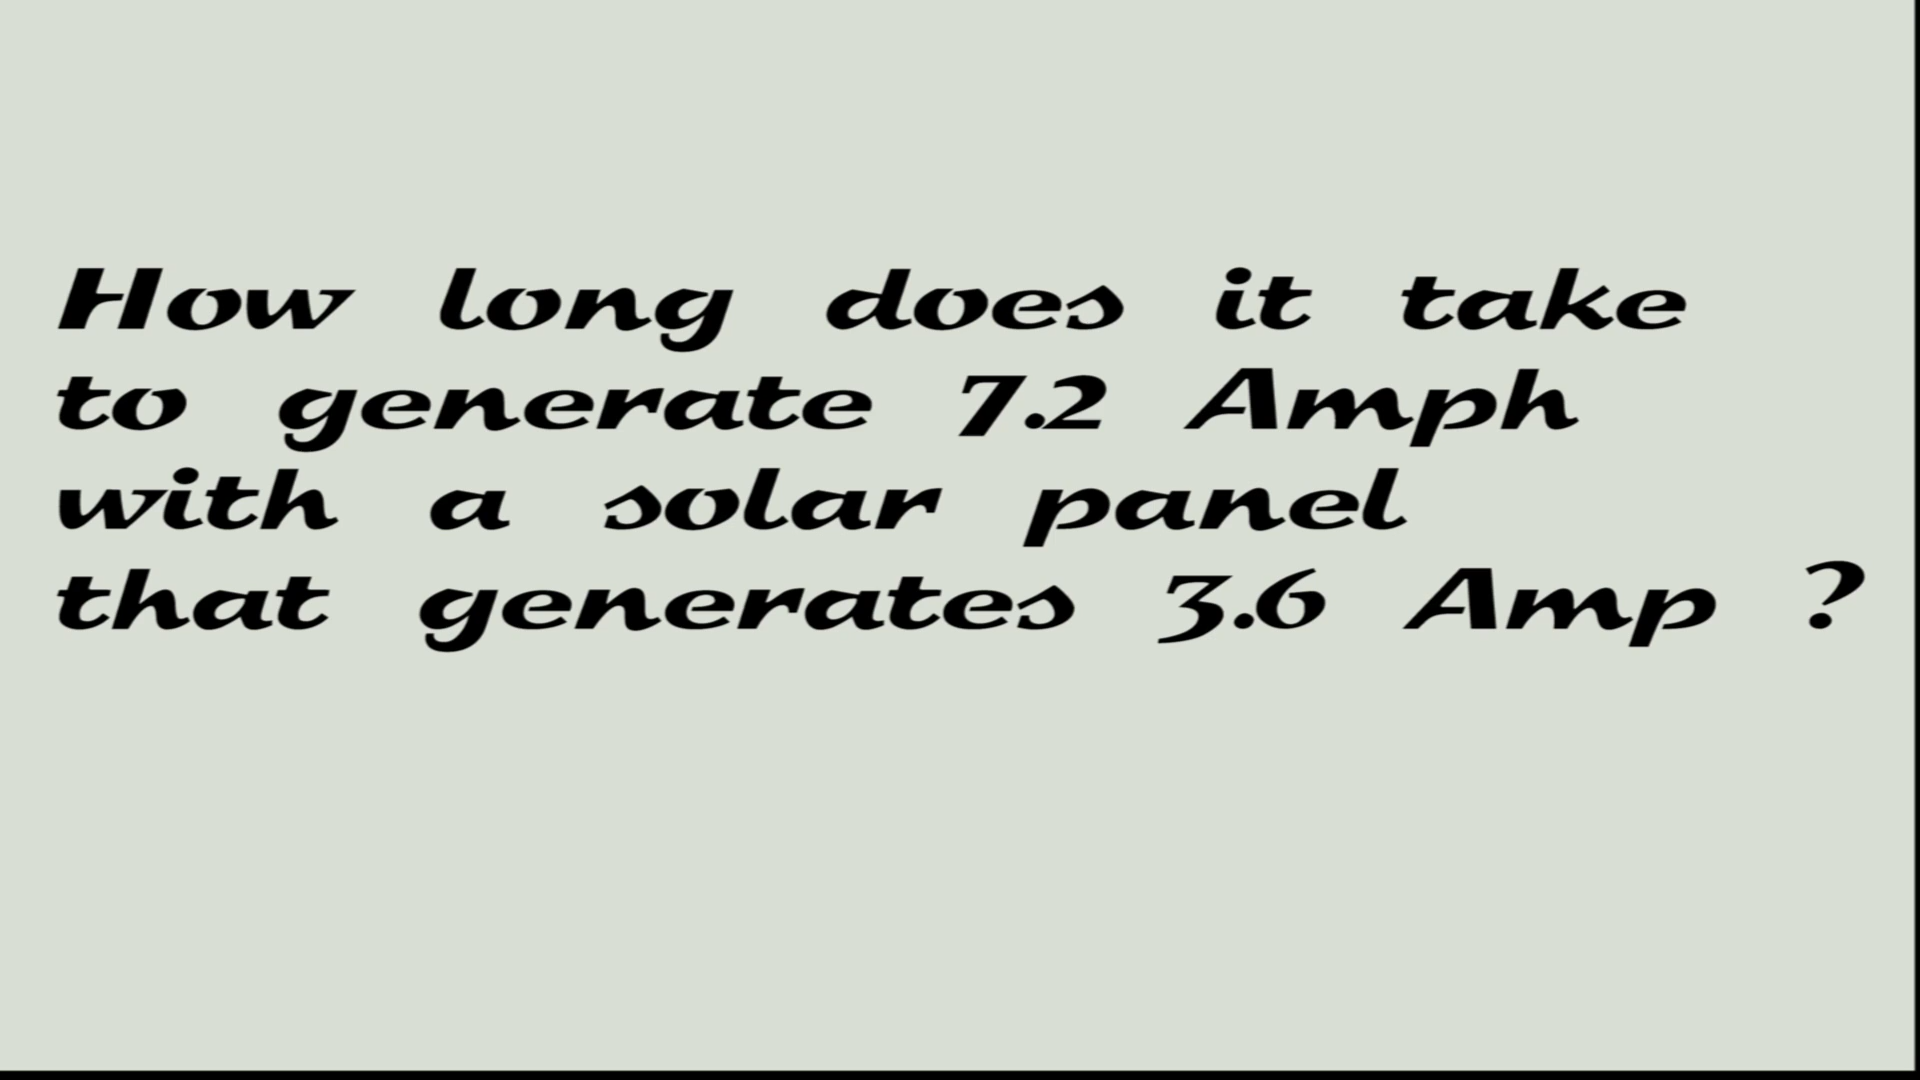 How long does it take
to generate 7.2 Amph
with a solar panel
that generates 3.6 Amp ?